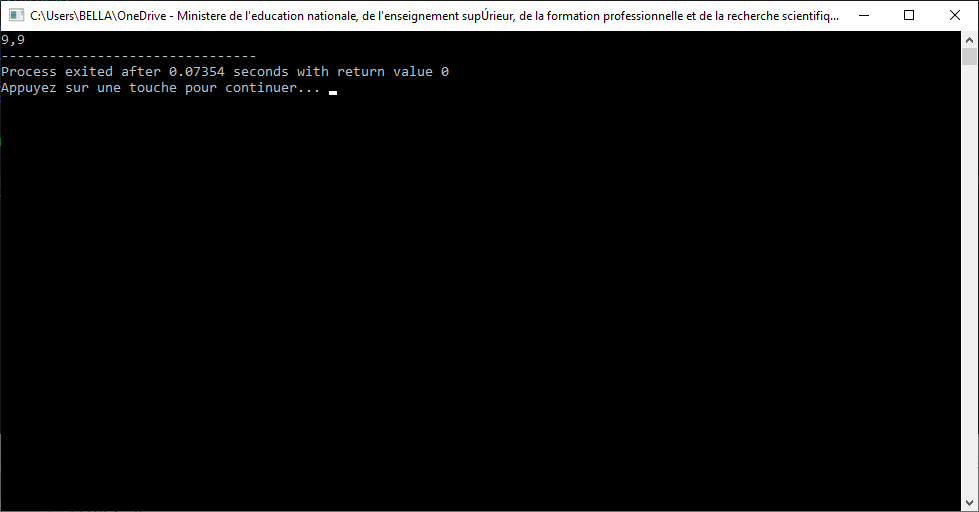 C:\Users\BELLA\OneDrive - Ministere de l'education nationale, de l'enseignement supÚrieur, de la formation professionnelle et de la recherche scientifiq...
9,9
--------------------------------
Process exited after 0.07354 seconds with return value 0
Appuyez sur une touche pour continuer...